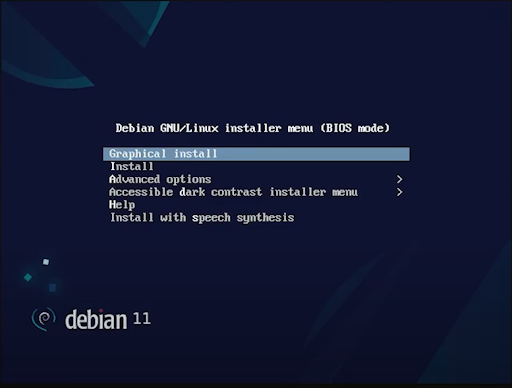 Debian GNU/Linux installer menu (BIOS mode)
Graphical install
Install
Advanced options >
Accessible dark contrast installer menu >
Help
Install with speech synthesis
debian 11